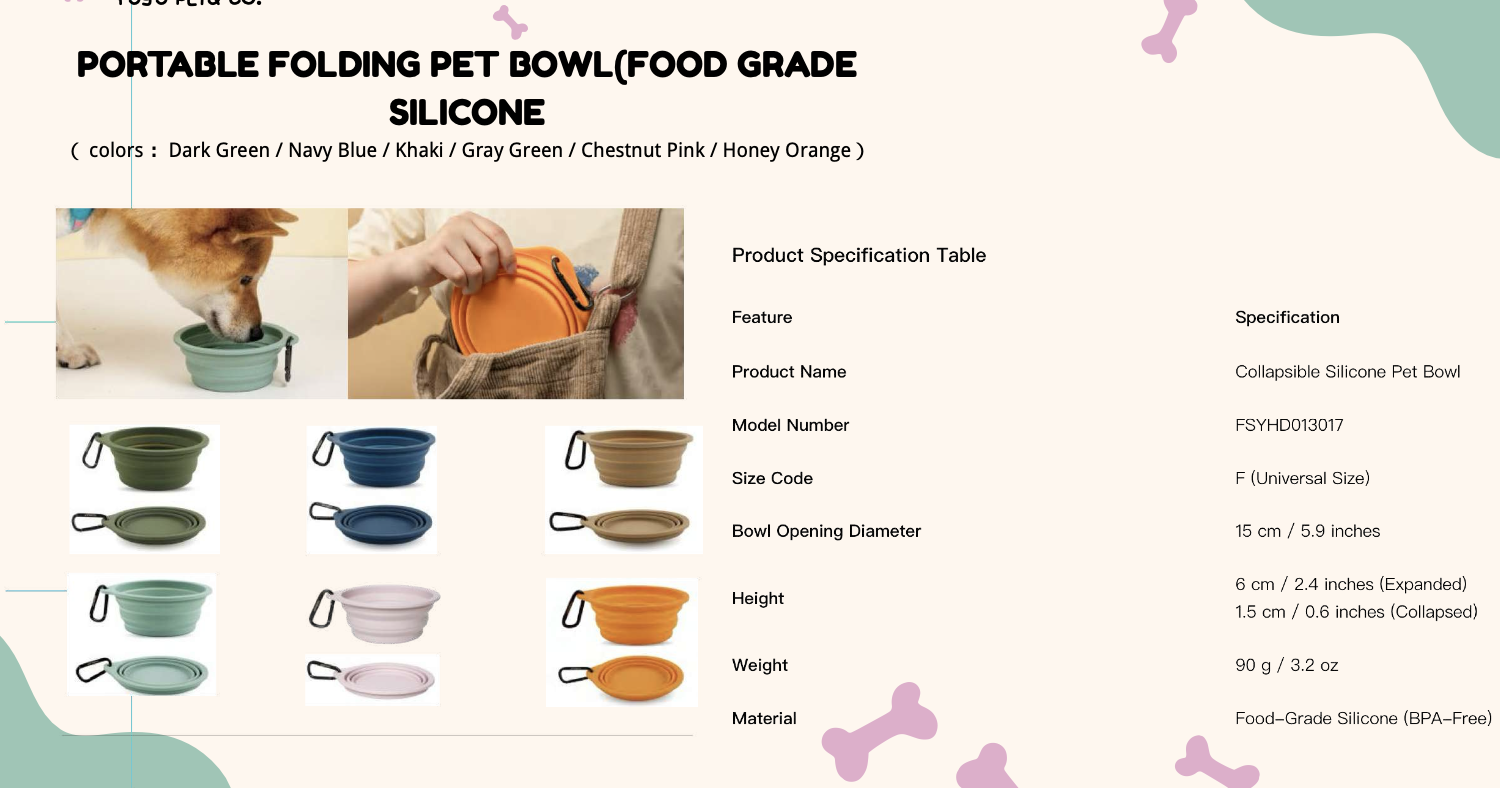 PORTABLE FOLDING PET BOWL(FOOD GRADE
SILICONE
( colors : Dark Green / Navy Blue / Khaki / Gray Green / Chestnut Pink / Honey Orange )
Product Specification Table
Feature Specification
Product Name Collapsible Silicone Pet Bowl
Model Number FSYHD013017
Size Code F (Universal Size)
Bowl Opening Diameter 15 cm / 5.9 inches
Height 6 cm / 2.4 inches (Expanded)
1.5 cm / 0.6 inches (Collapsed)
Weight 90 g / 3.2 oz
Material Food-Grade Silicone (BPA-Free)